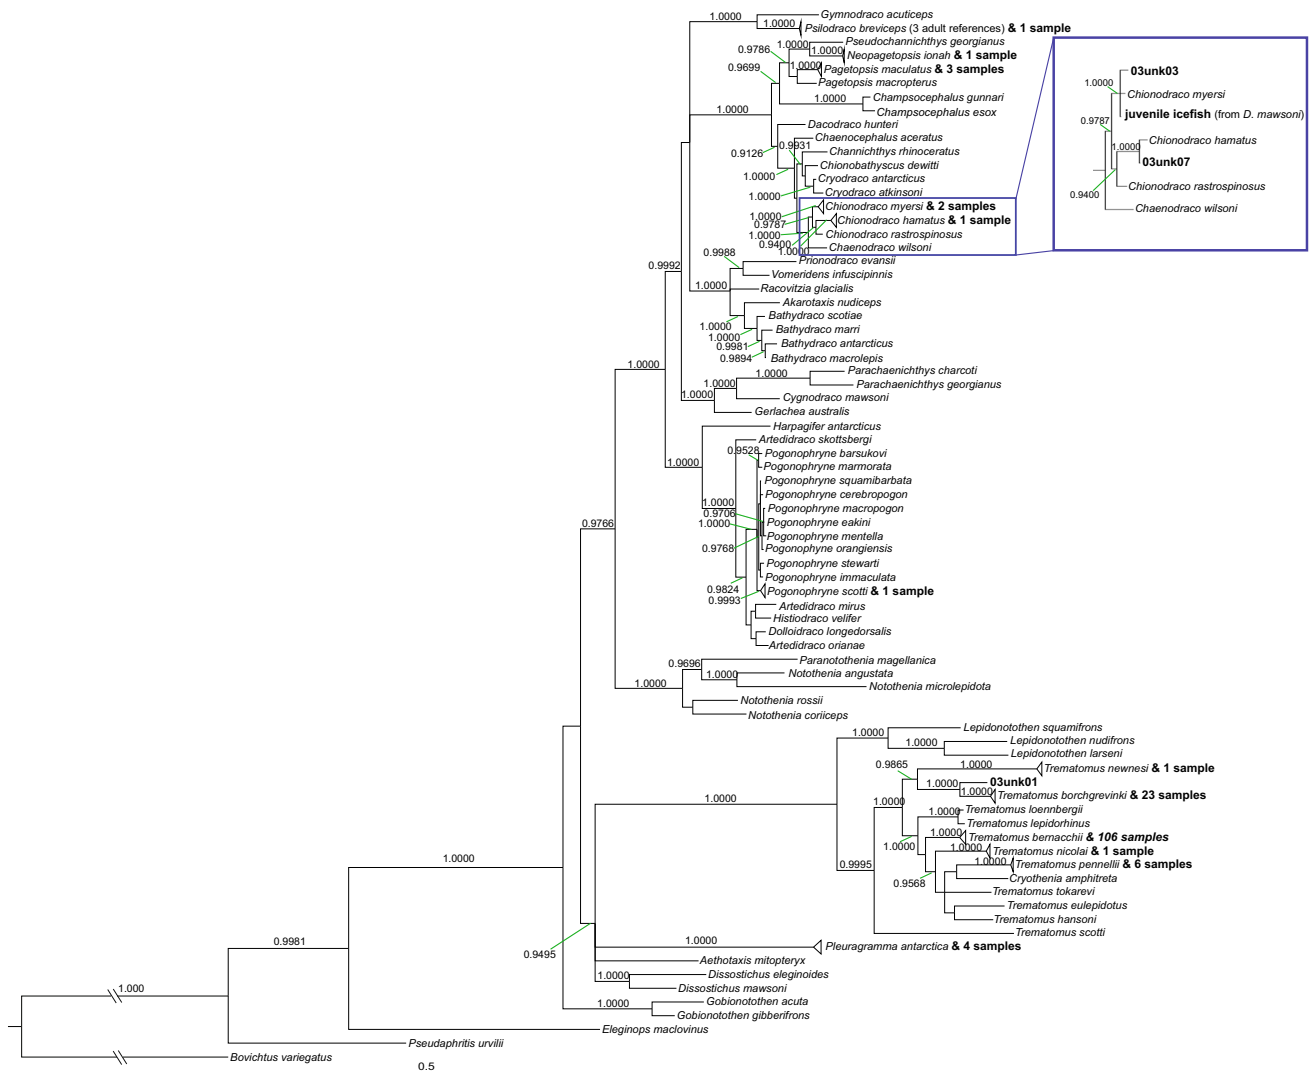 Gymnodraco acuticeps
1.0000
1.0000
Psilodraco breviceps (3 adult references) & 1 sample
Pseudochannichthys georgianus
1.0000
0.9786
1.0000
Neopagetopsis ionah & 1 sample
0.9699
1.0000
Pagetopsis maculatus & 3 samples
Pagetopsis macropterus
1.0000
Champsocephalus gunnari
1.0000
Champsocephalus esox
Dacodraco hunteri
Chaenocephalus aceratus
0.9126
0.9931
Channichthys rhinoceratus
Chionobathyscus dewitti
1.0000
Cryodraco antarcticus
1.0000
Cryodraco atkinsoni
Chionodraco myersi & 2 samples
1.0000
0.9787
Chionodraco hamatus & 1 sample
1.0000
Chionodraco rastrospinosus
0.9400
Chaenodraco wilsoni
1.0000
03unk03
1.0000
Chionodraco myersi
juvenile icefish (from D. mawsoni)
0.9787
Chionodraco hamatus
1.0000
03unk07
Chionodraco rastrospinosus
0.9400
Chaenodraco wilsoni
0.9988
Prionodraco evansii
0.9992
Vomeridens infuscipinnis
1.0000
Racovitzia glacialis
Akarotaxis nudiceps
Bathydraco scotiae
1.0000
Bathydraco marri
1.0000
0.9981
Bathydraco antarcticus
0.9894
Bathydraco macrolepis
1.0000
1.0000
Parachaenichthys charcoti
1.0000
Parachaenichthys georgianus
1.0000
Cygnodraco mawsoni
Gerlachea australis
Harpagifer antarcticus
Artedidraco skottsbergi
0.9528
Pogonophryne barsukovi
1.0000
Pogonophryne marmorata
Pogonophryne squamibarbata
Pogonophryne cerebropogon
1.0000
Pogonophryne macropogon
0.9706
1.0000
Pogonophryne eakini
0.9766
Pogonophryne mentella
0.9768
Pogonophyne orangiensis
Pogonophryne stewarti
Pogonophryne immaculata
0.9824
Pogonophryne scotti & 1 sample
0.9993
Artedidraco mirus
Histiodraco velifer
Dolloidraco longedorsalis
Artedidraco orianae
0.9696
Paranotothenia magellanica
1.0000
Notothenia angustata
1.0000
Notothenia microlepidota
Notothenia rossii
Notothenia coriiceps
Lepidonotothen squamifrons
1.0000
1.0000
Lepidonotothen nudifrons
Lepidonotothen larseni
0.9865
1.0000
Trematomus newnesi & 1 sample
03unk01
1.0000
Trematomus borchgrevinki & 23 samples
1.0000
1.0000
1.0000
Trematomus loennbergii
Trematomus lepidorhinus
1.0000
Trematomus bernacchii & 106 samples
1.0000
1.0000
Trematomus nicolai & 1 sample
0.9995
1.0000
Trematomus pennellii & 6 samples
0.9568
Cryothenia amphitreta
Trematomus tokarevi
Trematomus eulepidotus
Trematomus hansoni
Trematomus scotti
1.0000
0.9981
0.9495
1.0000
Pleuragramma antarctica & 4 samples
Aethotaxis mitopteryx
1.0000
Dissostichus eleginoides
Dissostichus mawsoni
1.000
1.0000
Gobionotothen acuta
Gobionotothen gibberifrons
Eleginops maclovinus
Pseudaphritis urvilii
Bovichtus variegatus
0.5